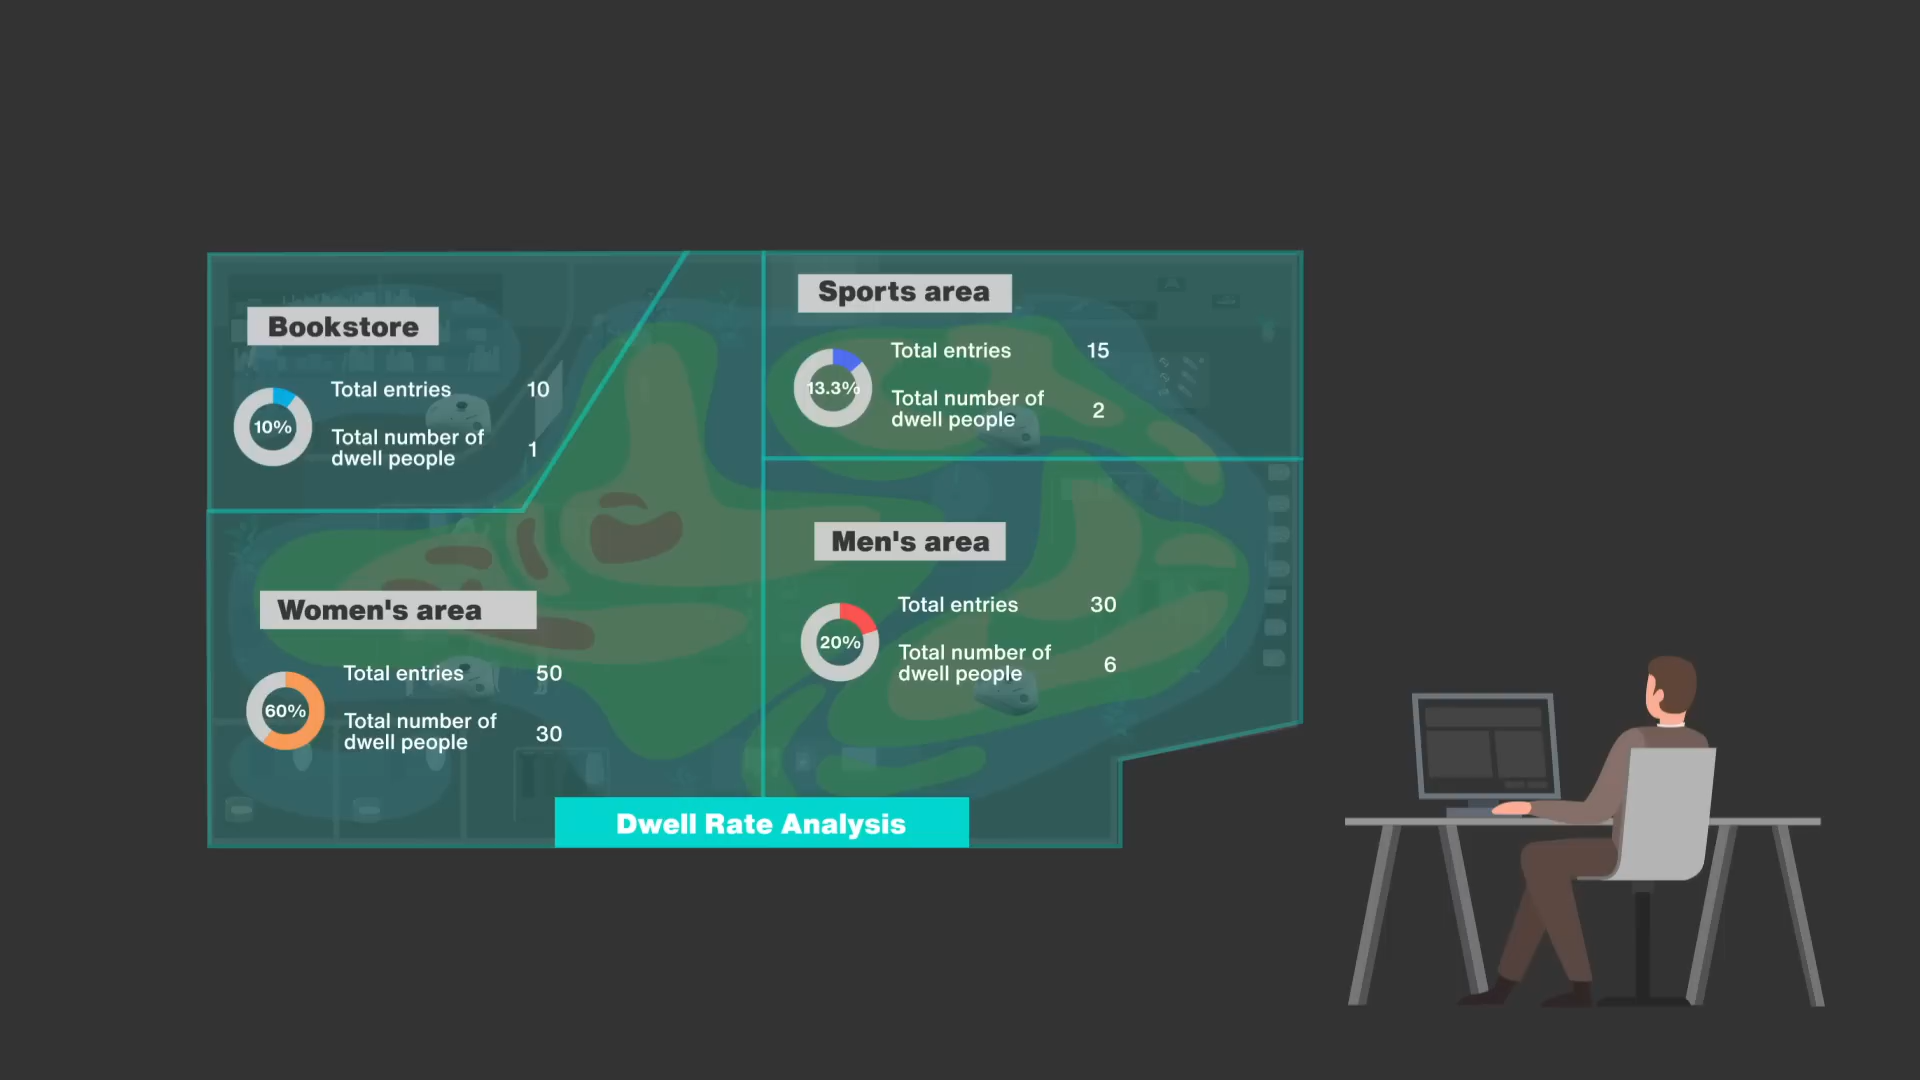 Bookstore
10%
Total entries 10
Total number of
dwell people 1
Sports area
13.3%
Total entries 15
Total number of
dwell people 2
Women's area
60%
Total entries 50
Total number of
dwell people 30
Men's area
20%
Total entries 30
Total number of
dwell people 6
Dwell Rate Analysis